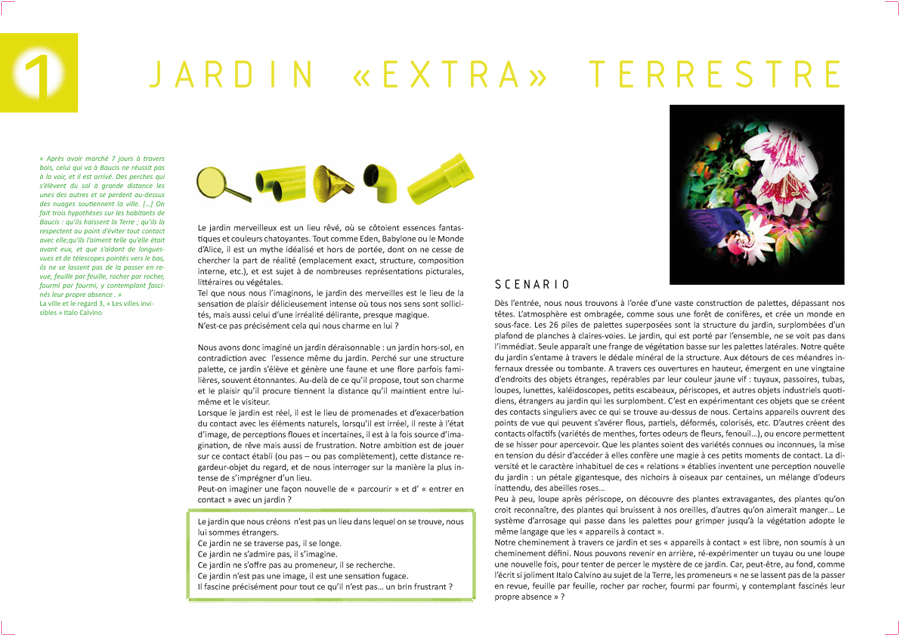 1
JARDIN «EXTRA» TERRESTRE
« Après avoir marché 7 jours à travers
bois, celui qui va à Baucis ne réussit pas
à la voir, et il est arrivé. Des perches qui
s'élèvent du sol à grande distance les
unes des autres et se perdent au-dessus
des nuages soutiennent la ville. [...] On
fait trois hypothèses sur les habitants de
Baucis : qu'ils haïssent la Terre ; qu'ils la
respectent au point d'éviter tout contact
avec elle;qu'ils l'aiment telle qu'elle était
avant eux, et que s'aidant de longues-
vues et de télescopes pointés vers le bas,
ils ne se lassent pas de la passer en re-
vue, feuille par feuille, rocher par rocher,
fourmi par fourmi, y contemplant fasci-
nés leur propre absence . »
La ville et le regard 3, « Les villes invi-
sibles » Italo Calvino
Le jardin merveilleux est un lieu rêvé, où se côtoient essences fantas-
tiques et couleurs chatoyantes. Tout comme Eden, Babylone ou le Monde
d'Alice, il est un mythe idéalisé et hors de portée, dont on ne cesse de
chercher la part de réalité (emplacement exact, structure, composition
interne, etc.), et est sujet à de nombreuses représentations picturales,
littéraires ou végétales.
Tel que nous nous l'imaginons, le jardin des merveilles est le lieu de la
sensation de plaisir délicieusement intense où tous nos sens sont sollici-
tés, mais aussi celui d'une irréalité délirante, presque magique.
N'est-ce pas précisément cela qui nous charme en lui ?
Nous avons donc imaginé un jardin déraisonnable : un jardin hors-sol, en
contradiction avec l'essence même du jardin. Perché sur une structure
palette, ce jardin s'élève et génère une faune et une flore parfois fami-
lières, souvent étonnantes. Au-delà de ce qu'il propose, tout son charme
et le plaisir qu'il procure tiennent la distance qu'il maintient entre lui-
même et le visiteur.
Lorsque le jardin est réel, il est le lieu de promenades et d'exacerbation
du contact avec les éléments naturels, lorsqu'il est irréel, il reste à l'état
d'image, de perceptions floues et incertaines, il est à la fois source d'ima-
gination, de rêve mais aussi de frustration. Notre ambition est de jouer
sur ce contact établi (ou pas – ou pas complètement), cette distance re-
gardeur-objet du regard, et de nous interroger sur la manière la plus in-
tense de s'imprégner d'un lieu.
Peut-on imaginer une façon nouvelle de « parcourir » et d' « entrer en
contact » avec un jardin ?
Le jardin que nous créons n'est pas un lieu dans lequel on se trouve, nous
lui sommes étrangers.
Ce jardin ne se traverse pas, il se longe.
Ce jardin ne s'admire pas, il s'imagine.
Ce jardin ne s'offre pas au promeneur, il se recherche.
Ce jardin n'est pas une image, il est une sensation fugace.
Il fascine précisément pour tout ce qu'il n'est pas... un brin frustrant ?
SCENARIO
Dès l'entrée, nous nous trouvons à l'orée d'une vaste construction de palettes, dépassant nos
têtes. L'atmosphère est ombragée, comme sous une forêt de conifères, et crée un monde en
sous-face. Les 26 piles de palettes superposées sont la structure du jardin, surplombées d'un
plafond de planches à claires-voies. Le jardin, qui est porté par l'ensemble, ne se voit pas dans
l'immédiat. Seule apparaît une frange de végétation basse sur les palettes latérales. Notre quête
du jardin s'entame à travers le dédale minéral de la structure. Aux détours de ces méandres in-
fernaux dressée ou tombante. A travers ces ouvertures en hauteur, émergent en une vingtaine
d'endroits des objets étranges, repérables par leur couleur jaune vif : tuyaux, passoires, tubas,
loupes, lunettes, kaléidoscopes, petits escabeaux, périscopes, et autres objets industriels quoti-
diens, étrangers au jardin qui les surplombent. C'est en expérimentant ces objets que se créent
des contacts singuliers avec ce qui se trouve au-dessus de nous. Certains appareils ouvrent des
points de vue qui peuvent s'avérer flous, partiels, déformés, colorisés, etc. D'autres créent des
contacts olfactifs (variétés de menthes, fortes odeurs de fleurs, fenouil...), ou encore permettent
de se hisser pour apercevoir. Que les plantes soient des variétés connues ou inconnues, la mise
en tension du désir d'accéder à elles confère une magie à ces petits moments de contact. La di-
versité et le caractère inhabituel de ces « relations » établies inventent une perception nouvelle
du jardin : un pétale gigantesque, des nichoirs à oiseaux par centaines, un mélange d'odeurs
inattendu, des abeilles roses...
Peu à peu, loupe après périscope, on découvre des plantes extravagantes, des plantes qu'on
croit reconnaître, des plantes qui bruissent à nos oreilles, d'autres qu'on aimerait manger... Le
système d'arrosage qui passe dans les palettes pour grimper jusqu'à la végétation adopte le
même langage que les « appareils à contact ».
Notre cheminement à travers ce jardin et ses « appareils à contact » est libre, non soumis à un
cheminement défini. Nous pouvons revenir en arrière, ré-expérimenter un tuyau ou une loupe
une nouvelle fois, pour tenter de percer le mystère de ce jardin. Car, peut-être, au fond, comme
l'écrit si joliment Italo Calvino au sujet de la Terre, les promeneurs « ne se lassent pas de la passer
en revue, feuille par feuille, rocher par rocher, fourmi par fourmi, y contemplant fascinés leur
propre absence » ?